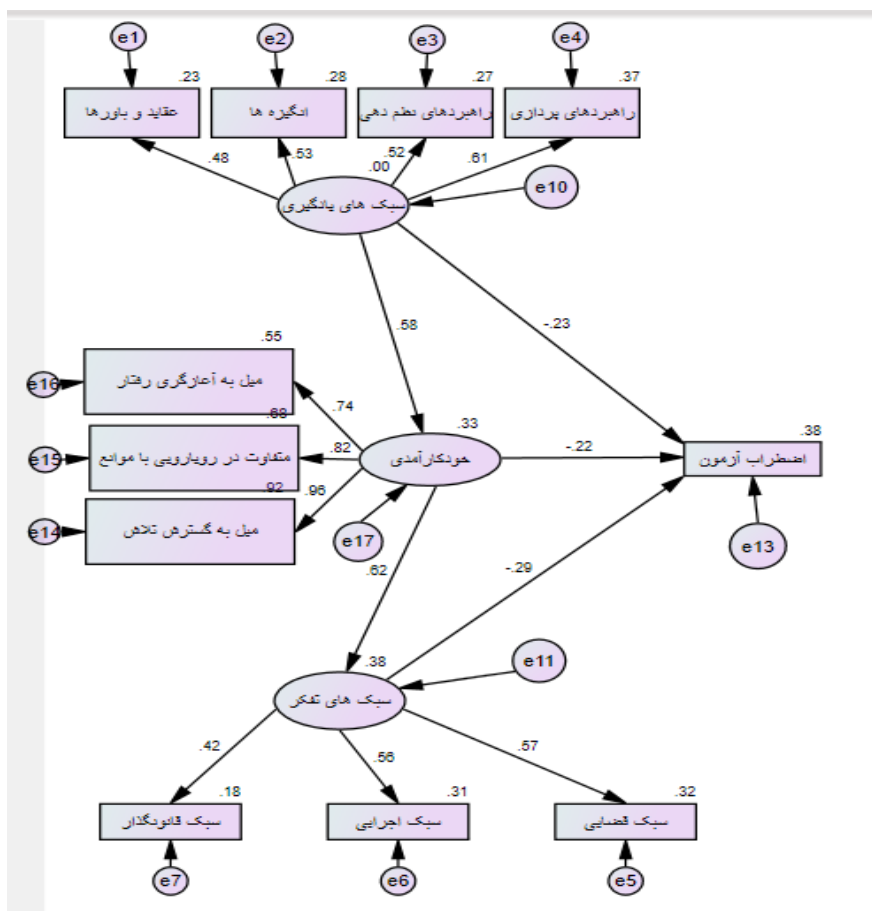 e1
e2
e3
e4
.23
.28
.27
.37
عقاید و باورها
انگیزه ها
راهبردهای نظم دهی
راهبردهای پردازی
.48
.53
.52
.61
.00
e10
سبک های یادگیری
.58
-.23
.55
e16
میل به آغازگری رفتار
.74
.68
.33
.38
e15
متفاوت در رویارویی با موانع
.82
خودکارآمدی
-.22
اضطراب آزمون
.92
.96
e14
میل به گسترش تلاش
e17
e13
.62
-.29
.38
e11
سبک های تفکر
.42
.56
.57
.18
.31
.32
سبک قانونگذار
سبک اجرایی
سبک قضایی
e7
e6
e5